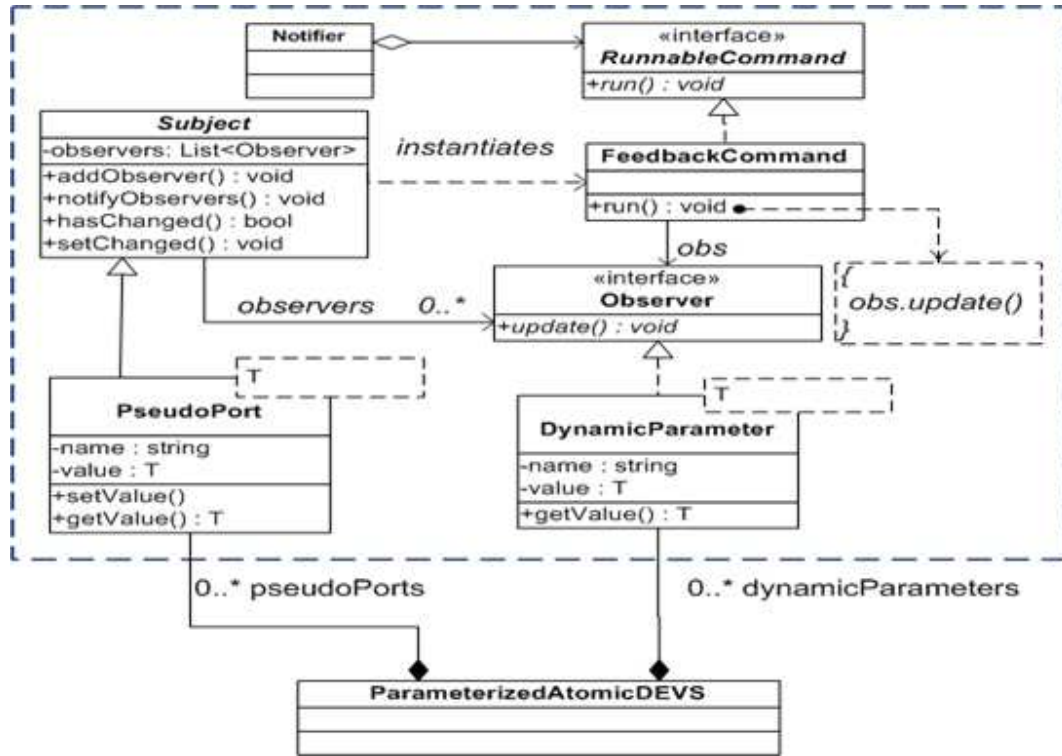 Notifier
«interface»
RunnableCommand
+run() : void
Subject
-observers: List<Observer>
+addObserver() : void
+notifyObservers() : void
+hasChanged() : bool
+setChanged() : void
instantiates
FeedbackCommand
+run() : void
obs
«interface»
Observer
+update() : void
{
obs.update()
}
observers 0..*
T
PseudoPort
-name : string
-value : T
+setValue()
+getValue() : T
T
DynamicParameter
-name : string
-value : T
+getValue() : T
0..* pseudoPorts
0..* dynamicParameters
ParameterizedAtomicDEVS